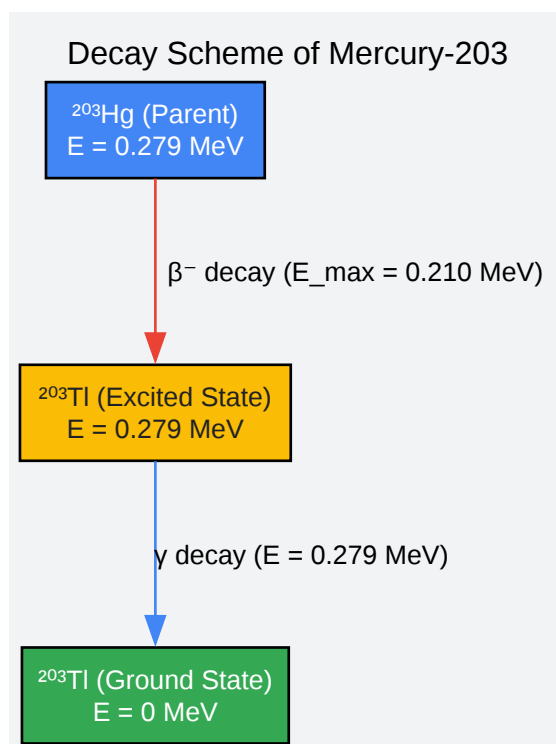 Decay Scheme of Mercury-203
²⁰³Hg (Parent)
E = 0.279 MeV
β⁻ decay (E_max = 0.210 MeV)
²⁰³Tl (Excited State)
E = 0.279 MeV
γ decay (E = 0.279 MeV)
²⁰³Tl (Ground State)
E = 0 MeV